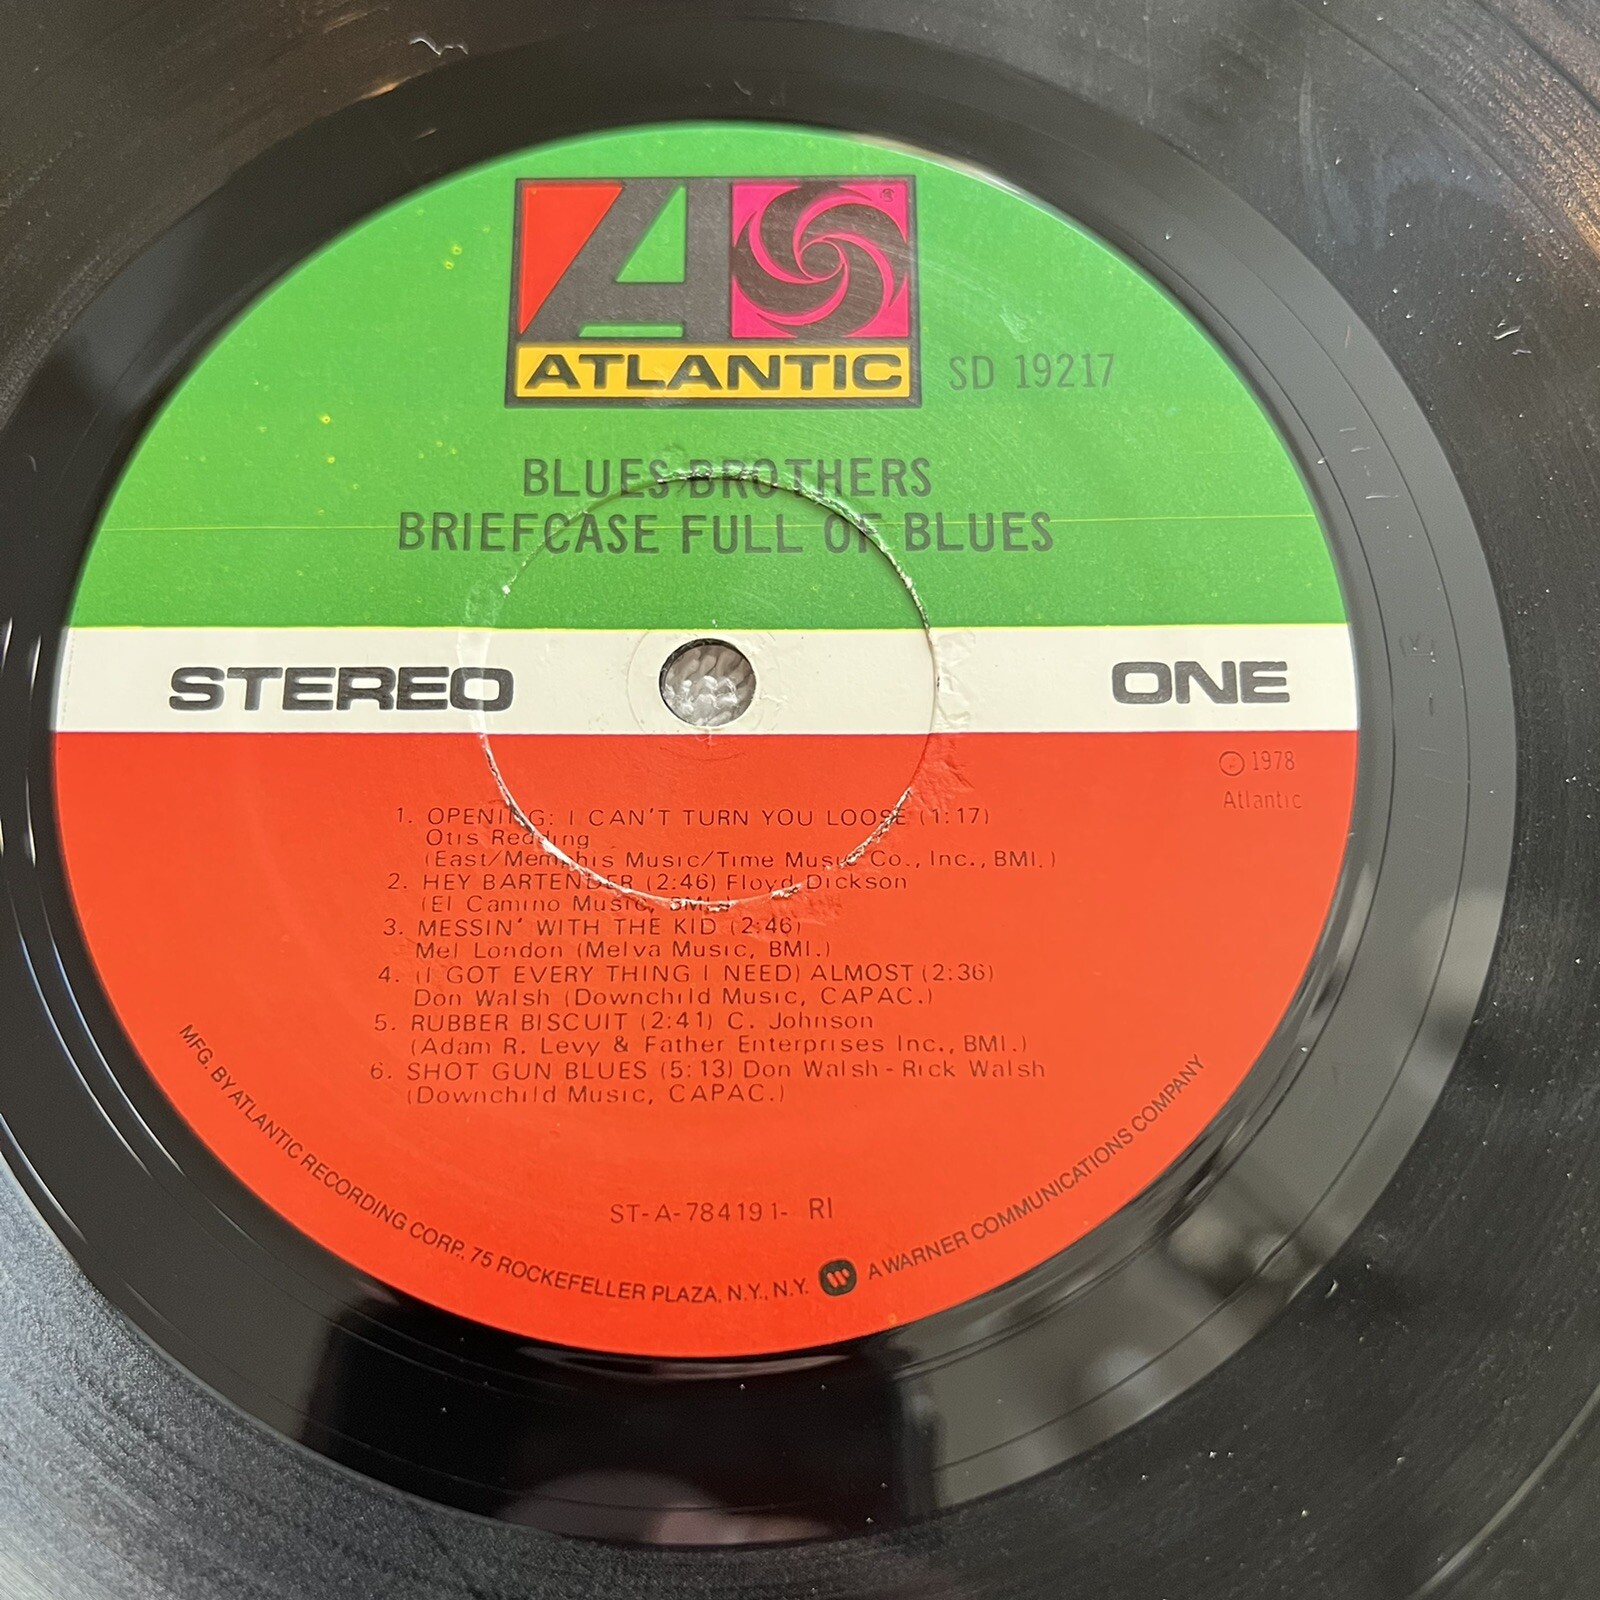 ATLANTIC
SD 19217
BLUES BROTHERS
BRIEFCASE FULL OF BLUES
STEREO
ONE
℗ 1978
Atlantic
1. OPENING: I CAN'T TURN YOU LOOSE (1:17)
Otis Redding
(East/Memphis Music/Time Music Co., Inc., BMI.)
2. HEY BARTENDER (2:46) Floyd Dickson
(El Camino Music, BMI.)
3. MESSIN' WITH THE KID (2:46)
Mel London (Melva Music, BMI.)
4. (I GOT EVERY THING I NEED) ALMOST (2:36)
Don Walsh (Downchild Music, CAPAC.)
5. RUBBER BISCUIT (2:41) C. Johnson
(Adam R. Levy & Father Enterprises Inc., BMI.)
6. SHOT GUN BLUES (5:13) Don Walsh - Rick Walsh
(Downchild Music, CAPAC.)
ST-A-784191- RI
MFG. BY ATLANTIC RECORDING CORP., 75 ROCKEFELLER PLAZA, N.Y., N.Y. A WARNER COMMUNICATIONS COMPANY